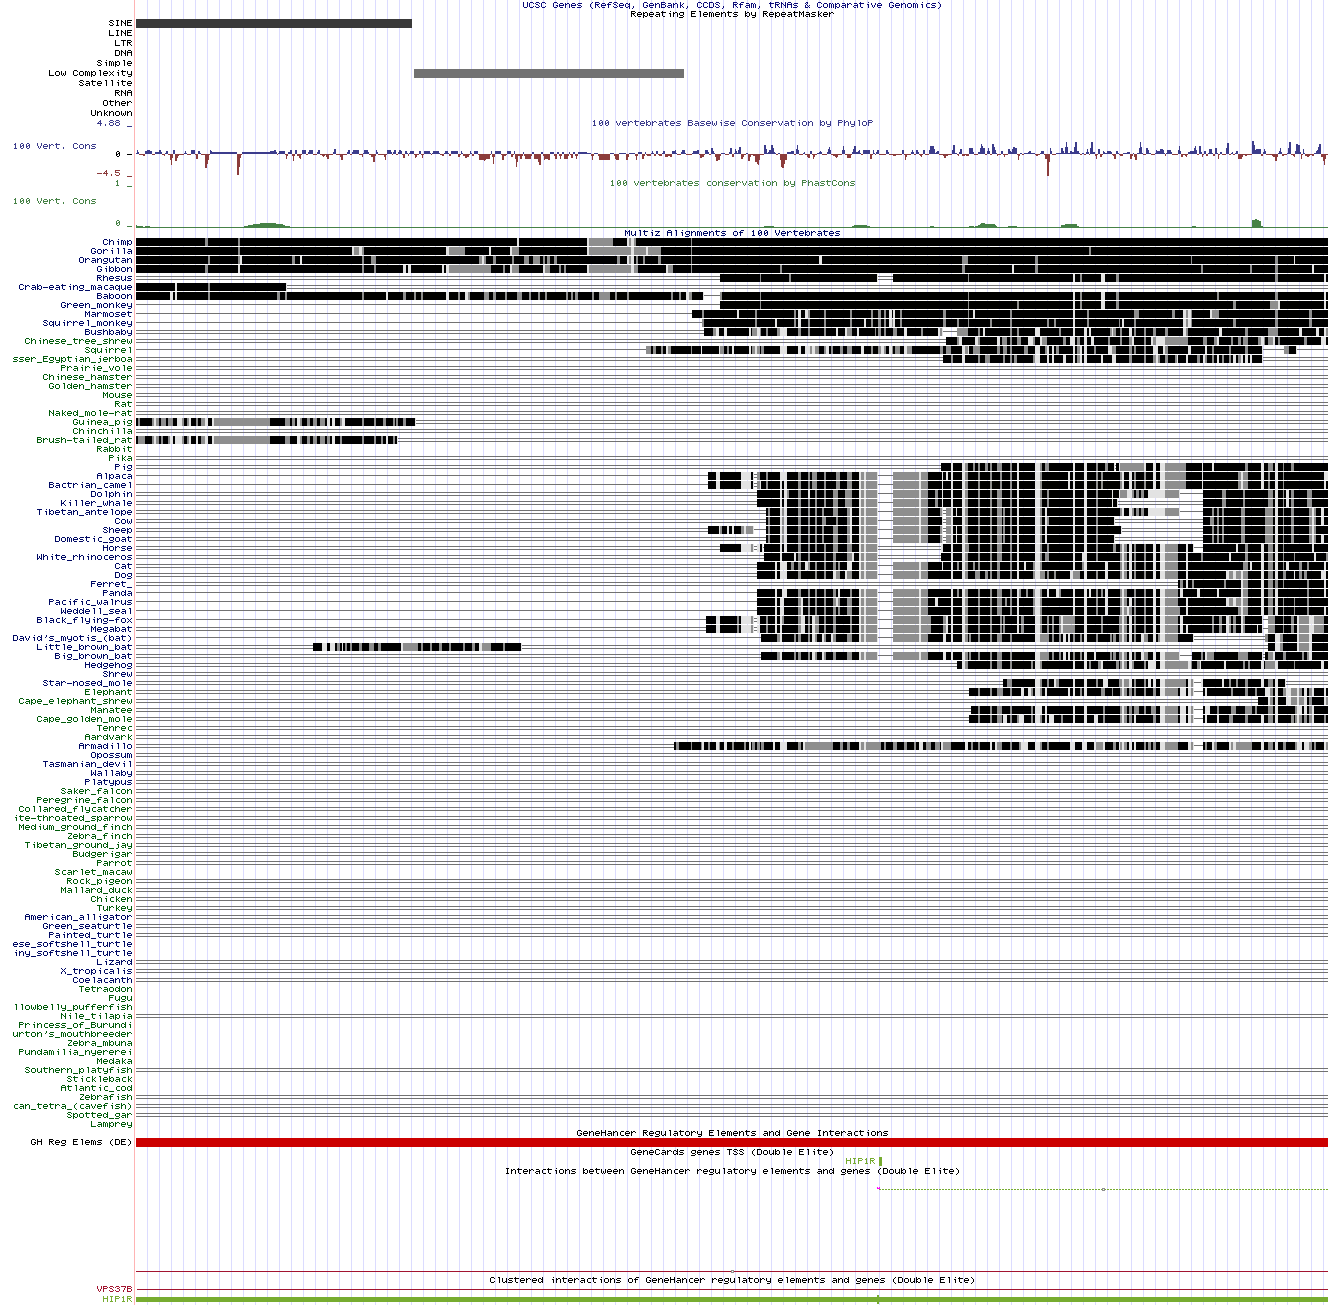 UCSC Genes (RefSeq, GenBank, CCDS, Rfam, tRNAs & Comparative Genomics)
Repeating Elements by RepeatMasker
SINE
LINE
LTR
DNA
Simple
Low Complexity
Satellite
RNA
Other
Unknown
4.88 _
100 vertebrates Basewise Conservation by PhyloP
100 Vert. Cons
0 _
-4.5 _
100 vertebrates conservation by PhastCons
1 _
100 Vert. Cons
0 _
Multiz Alignments of 100 Vertebrates
Chimp
Gorilla
Orangutan
Gibbon
Rhesus
Crab-eating_macaque
Baboon
Green_monkey
Marmoset
Squirrel_monkey
Bushbaby
Chinese_tree_shrew
Squirrel
sser_Egyptian_jerboa
Prairie_vole
Chinese_hamster
Golden_hamster
Mouse
Rat
Naked_mole-rat
Guinea_pig
Chinchilla
Brush-tailed_rat
Rabbit
Pika
Pig
Alpaca
Bactrian_camel
Dolphin
Killer_whale
Tibetan_antelope
Cow
Sheep
Domestic_goat
Horse
White_rhinoceros
Cat
Dog
Ferret_
Panda
Pacific_walrus
Weddell_seal
Black_flying-fox
Megabat
David's_myotis_(bat)
Little_brown_bat
Big_brown_bat
Hedgehog
Shrew
Star-nosed_mole
Elephant
Cape_elephant_shrew
Manatee
Cape_golden_mole
Tenrec
Aardvark
Armadillo
Opossum
Tasmanian_devil
Wallaby
Platypus
Saker_falcon
Peregrine_falcon
Collared_flycatcher
ite-throated_sparrow
Medium_ground_finch
Zebra_finch
Tibetan_ground_jay
Budgerigar
Parrot
Scarlet_macaw
Rock_pigeon
Mallard_duck
Chicken
Turkey
American_alligator
Green_seaturtle
Painted_turtle
ese_softshell_turtle
iny_softshell_turtle
Lizard
X_tropicalis
Coelacanth
Tetraodon
Fugu
llowbelly_pufferfish
Nile_tilapia
Princess_of_Burundi
urton's_mouthbreeder
Zebra_mbuna
Pundamilia_nyererei
Medaka
Southern_platyfish
Stickleback
Atlantic_cod
Zebrafish
can_tetra_(cavefish)
Spotted_gar
Lamprey
GeneHancer Regulatory Elements and Gene Interactions
GH Reg Elems (DE)
GeneCards genes TSS (Double Elite)
HIP1R
Interactions between GeneHancer regulatory elements and genes (Double Elite)
Clustered interactions of GeneHancer regulatory elements and genes (Double Elite)
VPS37B
HIP1R